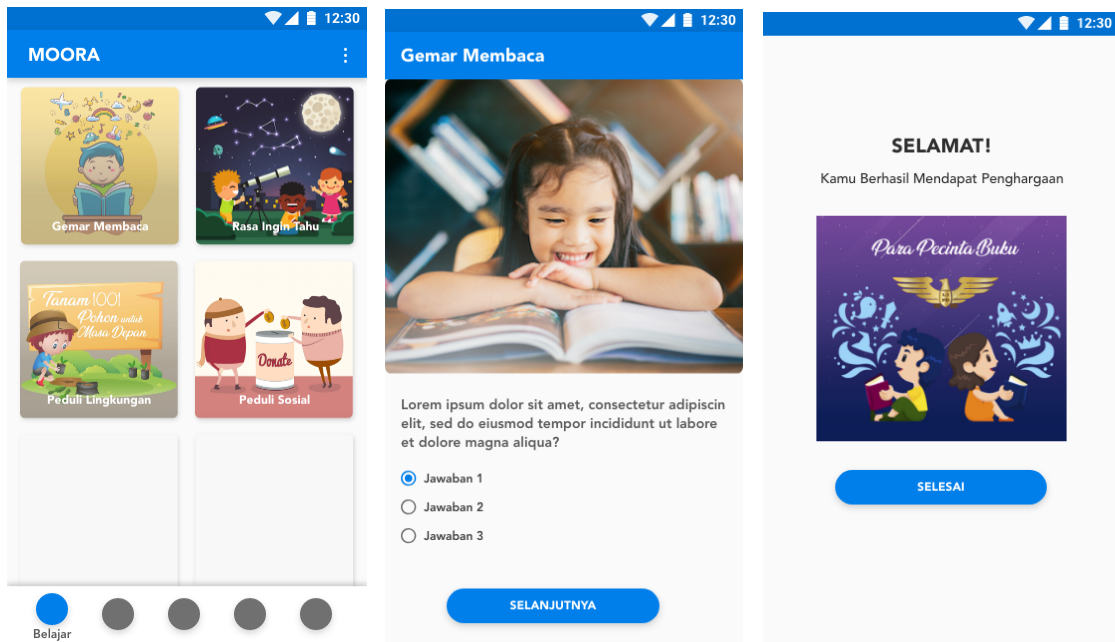 12:30
MOORA
Gemar Membaca
Rasa Ingin Tahu
Tanam 1001
Pohon untuk
Masa Depan
Peduli Lingkungan
Donate
Peduli Sosial
Belajar
12:30
Gemar Membaca
Lorem ipsum dolor sit amet, consectetur adipiscin
elit, sed do eiusmod tempor incididunt ut labore
et dolore magna aliqua?
Jawaban 1
Jawaban 2
Jawaban 3
SELANJUTNYA
12:30
SELAMAT!
Kamu Berhasil Mendapat Penghargaan
Para Pecinta Buku
SELESAI